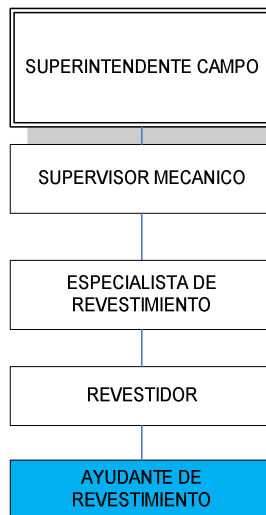 SUPERINTENDENTE CAMPO
SUPERVISOR MECANICO
ESPECIALISTA DE
REVESTIMIENTO
REVESTIDOR
AYUDANTE DE
REVESTIMIENTO